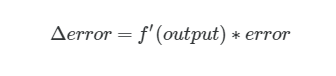 Δerror = f′(output) ∗ error